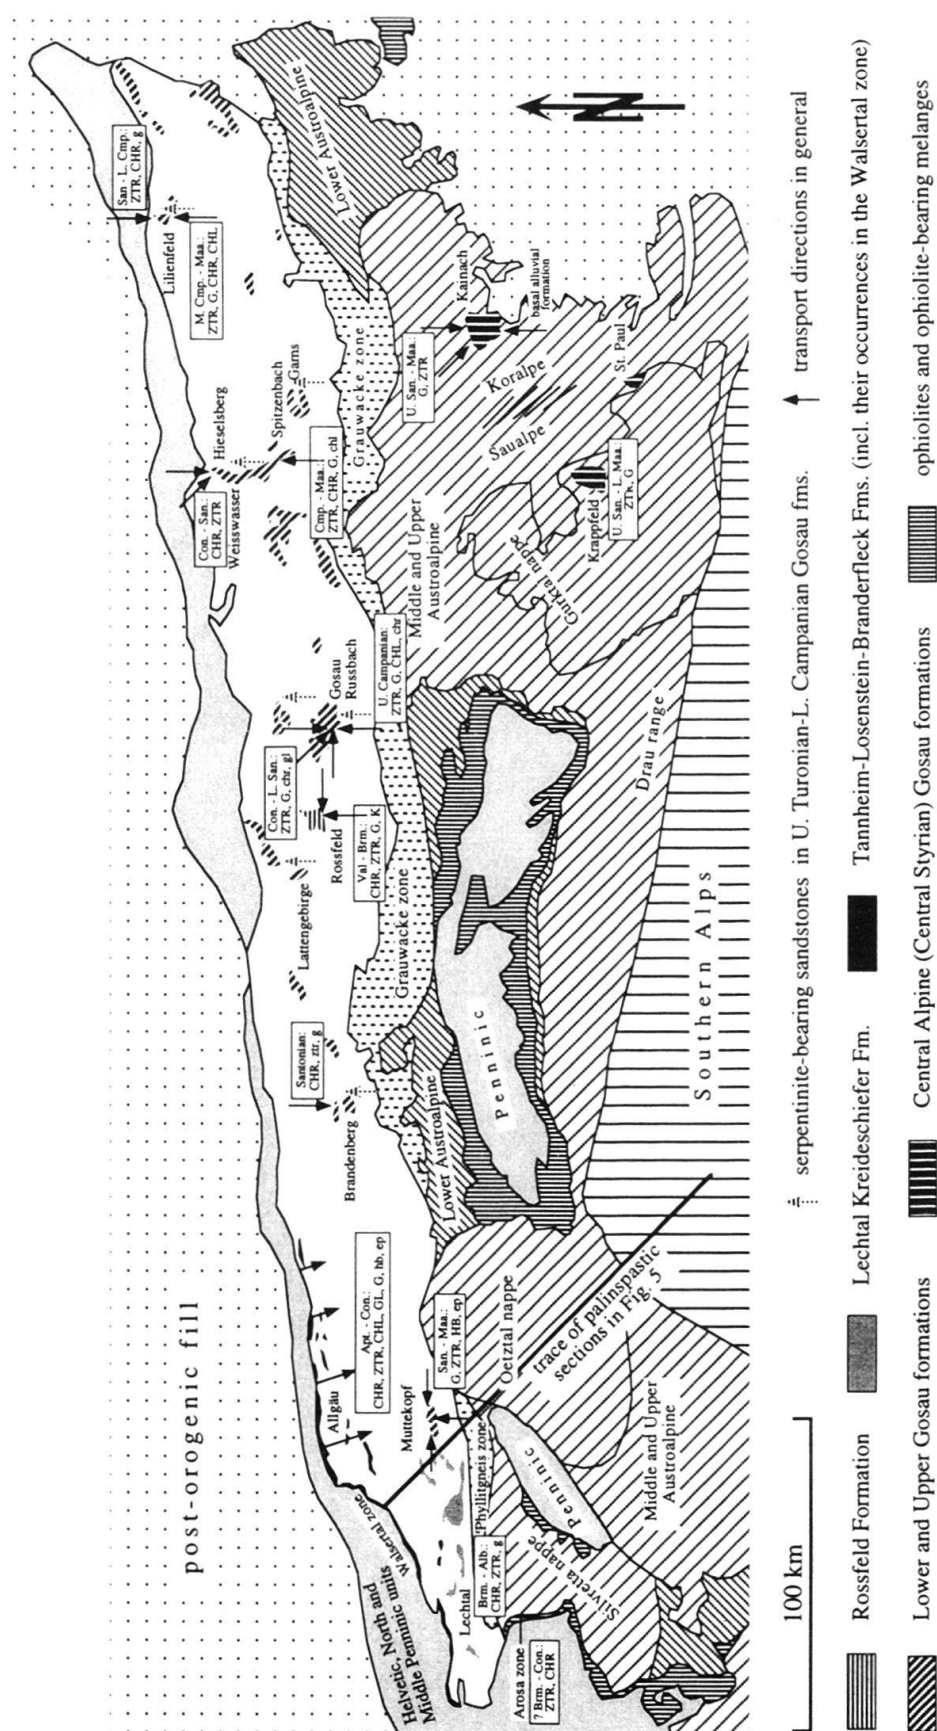 post-orogenic fill
Helvetic, North and
Middle Penninic units
Walsertal zone
Allgäu
Apt. - Con.:
CHR, ZTR, CHL, GL, G, hb, ep
Lechtal
Muttekopf
San. - Maa.:
G, ZTR, HB, ep
Brm. - Alb.:
CHR, ZTR, g
Phyllitgneis zone
Arosa zone
? Brm. - Con.:
ZTR, CHR
Silvretta nappe
Penninic
Oetztal nappe
trace of palinspastic
sections in Fig. 5
Middle and Upper
Austroalpine
Brandenberg
Santonian:
CHR, ztr, g
Lattengebirge
Rossfeld
Val - Brm.:
CHR, ZTR, G, K
Con. - L. San.:
ZTR, G, chr, gl
Gosau
Russbach
U. Campanian:
ZTR, G, CHL, chr
Grauwacke zone
Lower Austroalpine
Penninic
Southern Alps
Drau range
Middle and Upper
Austroalpine
Weisswasser
Con. - San.:
CHR, ZTR
Hieselsberg
Spitzenbach
Gams
Cmp. - Maa.:
ZTR, CHR, G, chl
Grauwacke zone
Lilienfeld
San - L. Cmp.:
ZTR, CHR, g
M. Cmp. - Maa.:
ZTR, G, CHR, CHL
Lower Austroalpine
U. San. - Maa.:
G, ZTR
Kainach
basal alluvial
formation
Koralpe
Saualpe
St. Paul
Krappfeld
U. San. - L. Maa.:
ZTR, G
Gurktal nappe
N
100 km
serpentinite-bearing sandstones in U. Turonian-L. Campanian Gosau fms.
transport directions in general
Rossfeld Formation
Lechtal Kreideschiefer Fm.
Tannheim-Losenstein-Branderfleck Fms. (incl. their occurrences in the Walsertal zone)
Lower and Upper Gosau formations
Central Alpine (Central Styrian) Gosau formations
ophiolites and ophiolite-bearing melanges